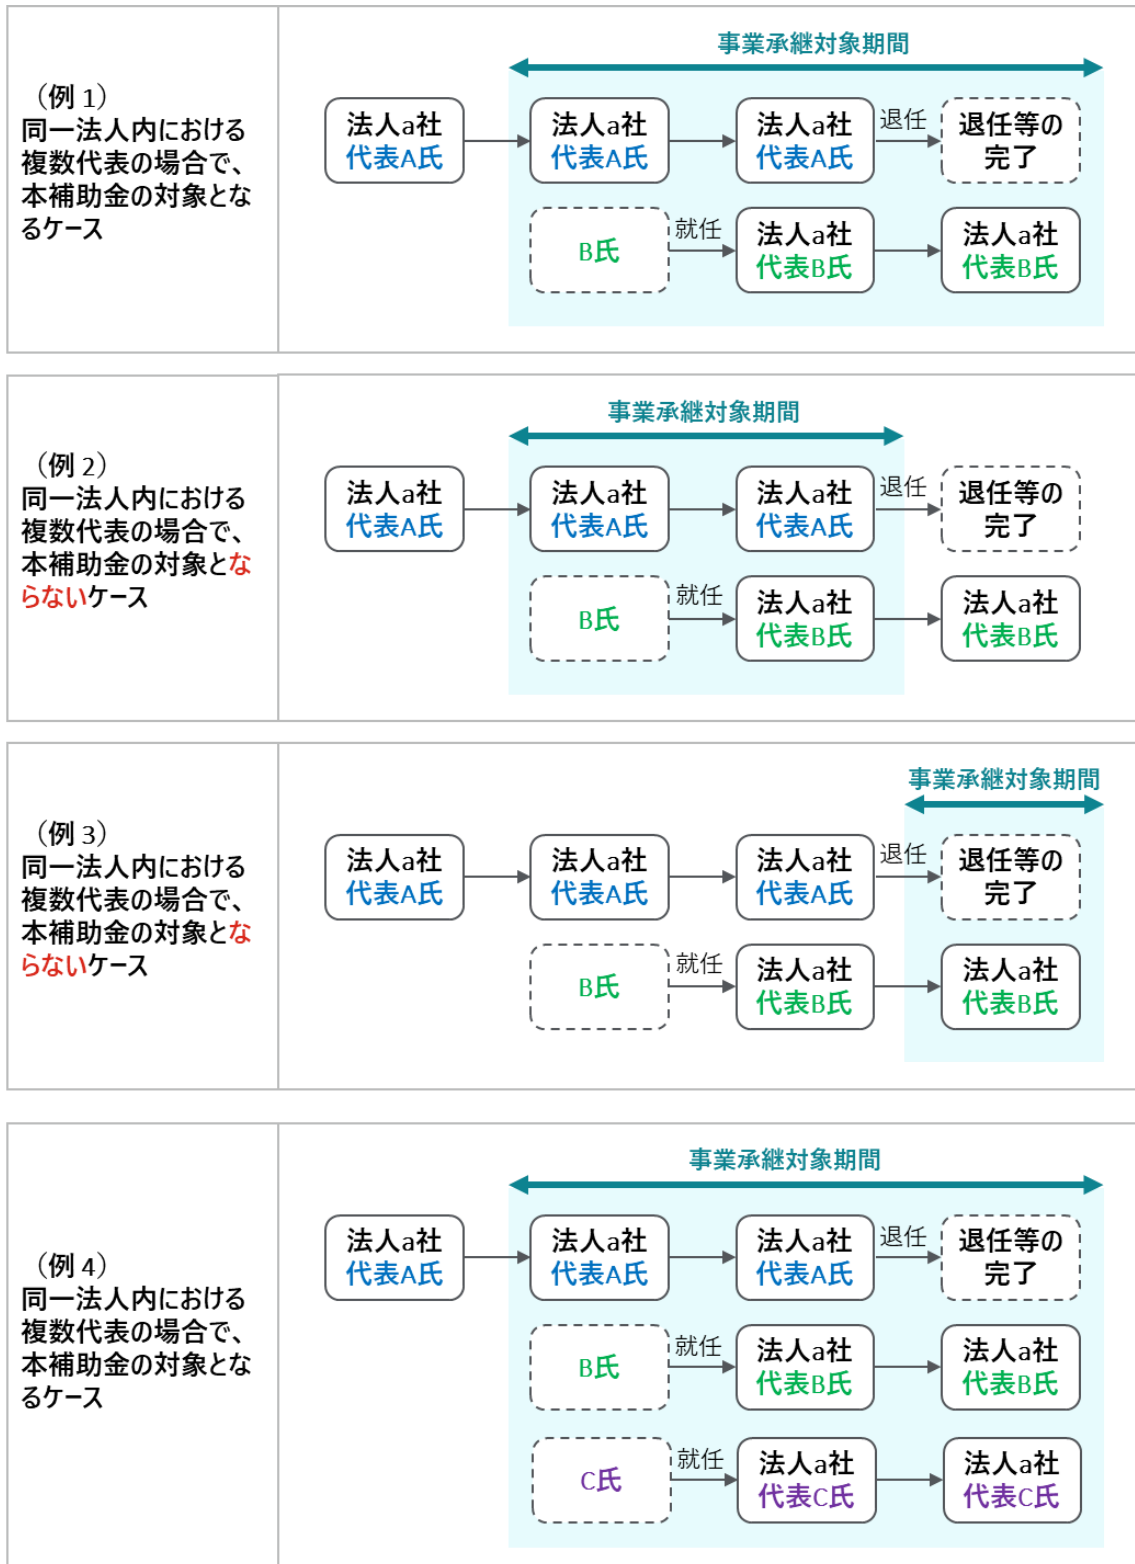 （例 1）
同一法人内における
複数代表の場合で、
本補助金の対象とな
るケース
事業承継対象期間
法人a社
代表A氏
法人a社
代表A氏
法人a社
代表A氏
退任
退任等の
完了
B氏
就任
法人a社
代表B氏
法人a社
代表B氏
（例 2）
同一法人内における
複数代表の場合で、
本補助金の対象とな
らないケース
事業承継対象期間
法人a社
代表A氏
法人a社
代表A氏
法人a社
代表A氏
退任
退任等の
完了
B氏
就任
法人a社
代表B氏
法人a社
代表B氏
（例 3）
同一法人内における
複数代表の場合で、
本補助金の対象とな
らないケース
事業承継対象期間
法人a社
代表A氏
法人a社
代表A氏
法人a社
代表A氏
退任
退任等の
完了
B氏
就任
法人a社
代表B氏
法人a社
代表B氏
（例 4）
同一法人内における
複数代表の場合で、
本補助金の対象とな
るケース
事業承継対象期間
法人a社
代表A氏
法人a社
代表A氏
法人a社
代表A氏
退任
退任等の
完了
B氏
就任
法人a社
代表B氏
法人a社
代表B氏
C氏
就任
法人a社
代表C氏
法人a社
代表C氏